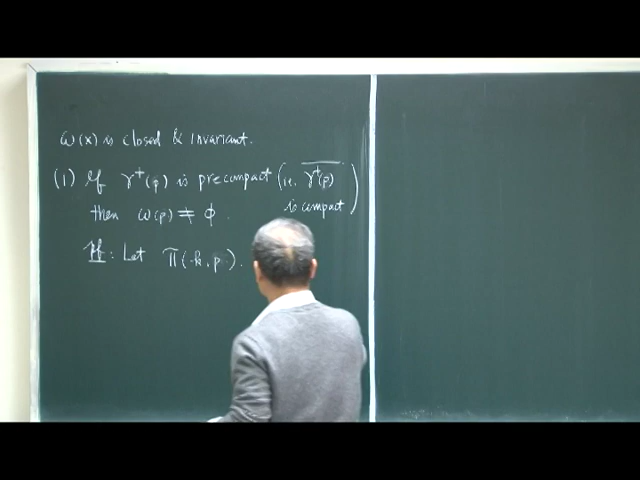 ω(x) is closed & invariant.
(1) If γ⁺(p) is precompact (i.e. \overline{γ⁺(p)}
then ω(p) ≠ ϕ. is compact)
Pf: Let π(k, p).